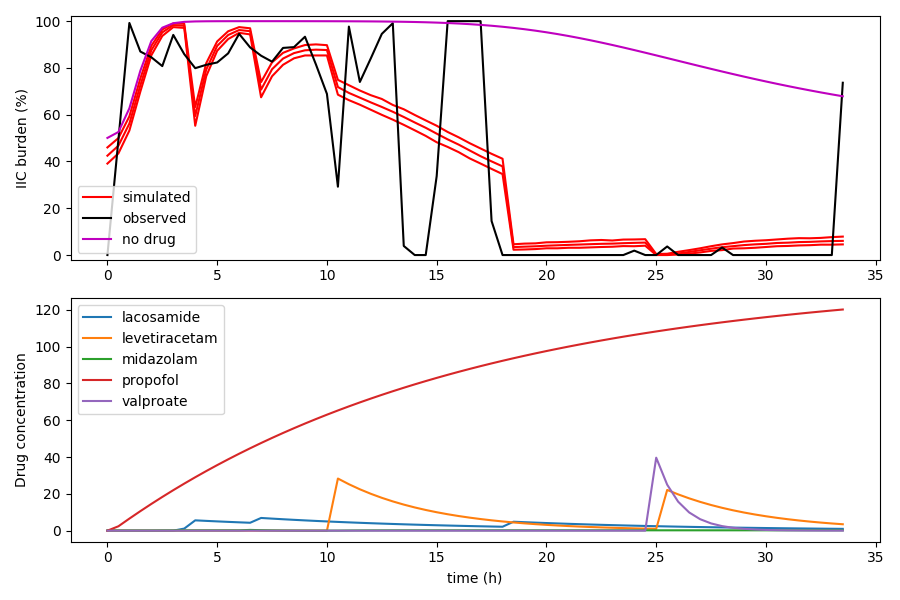 100
80
60
40
20
0
IIC burden (%)
simulated
observed
no drug
0 5 10 15 20 25 30 35
120
100
80
60
40
20
0
Drug concentration
lacosamide
levetiracetam
midazolam
propofol
valproate
0 5 10 15 20 25 30 35
time (h)